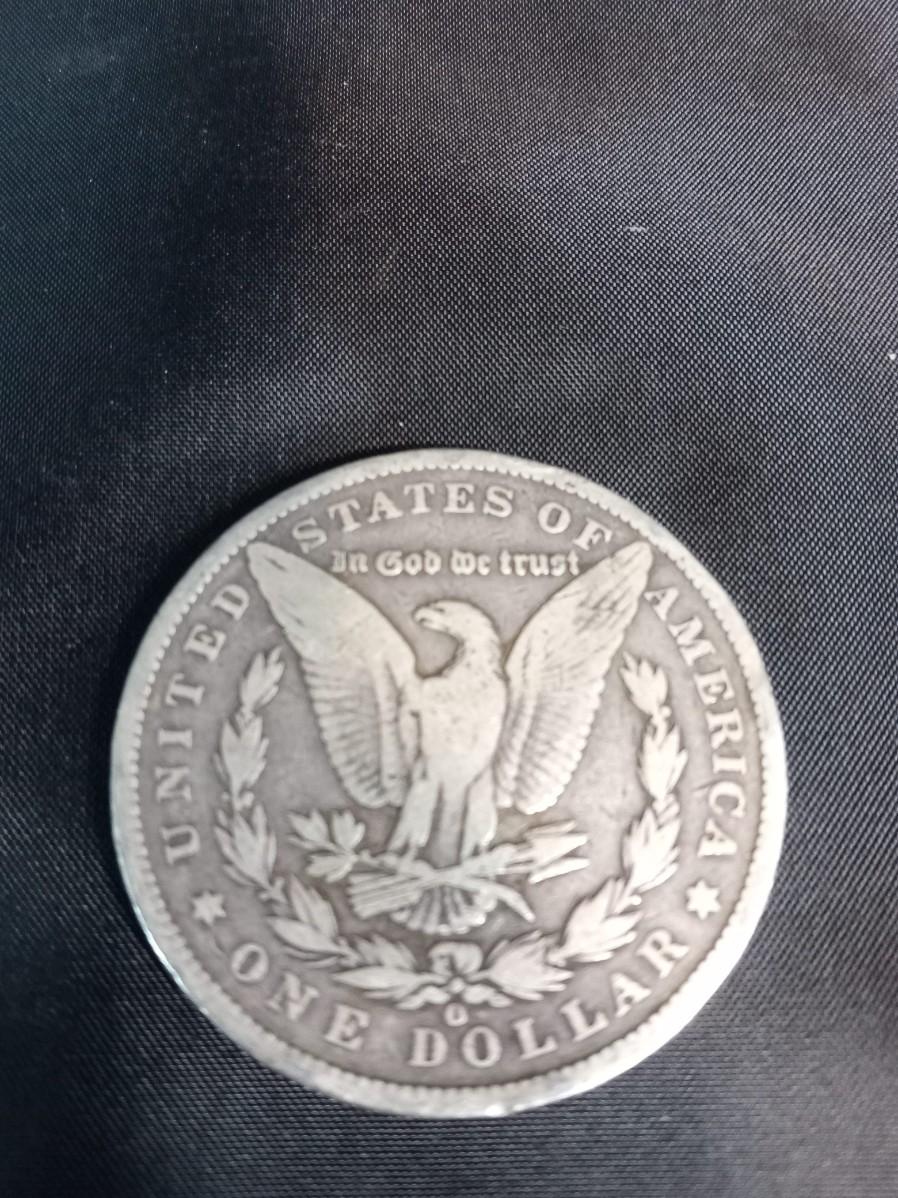 UNITED STATES OF AMERICA
In God we trust
O
ONE DOLLAR